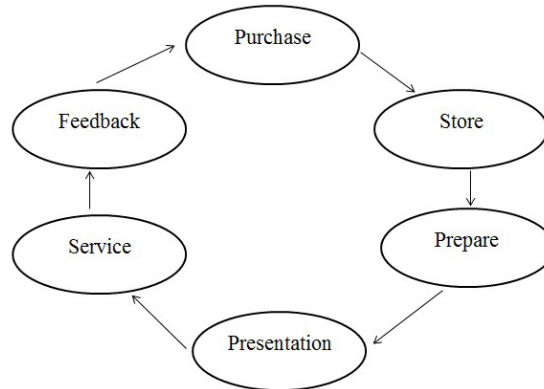 Purchase
Store
Prepare
Presentation
Service
Feedback